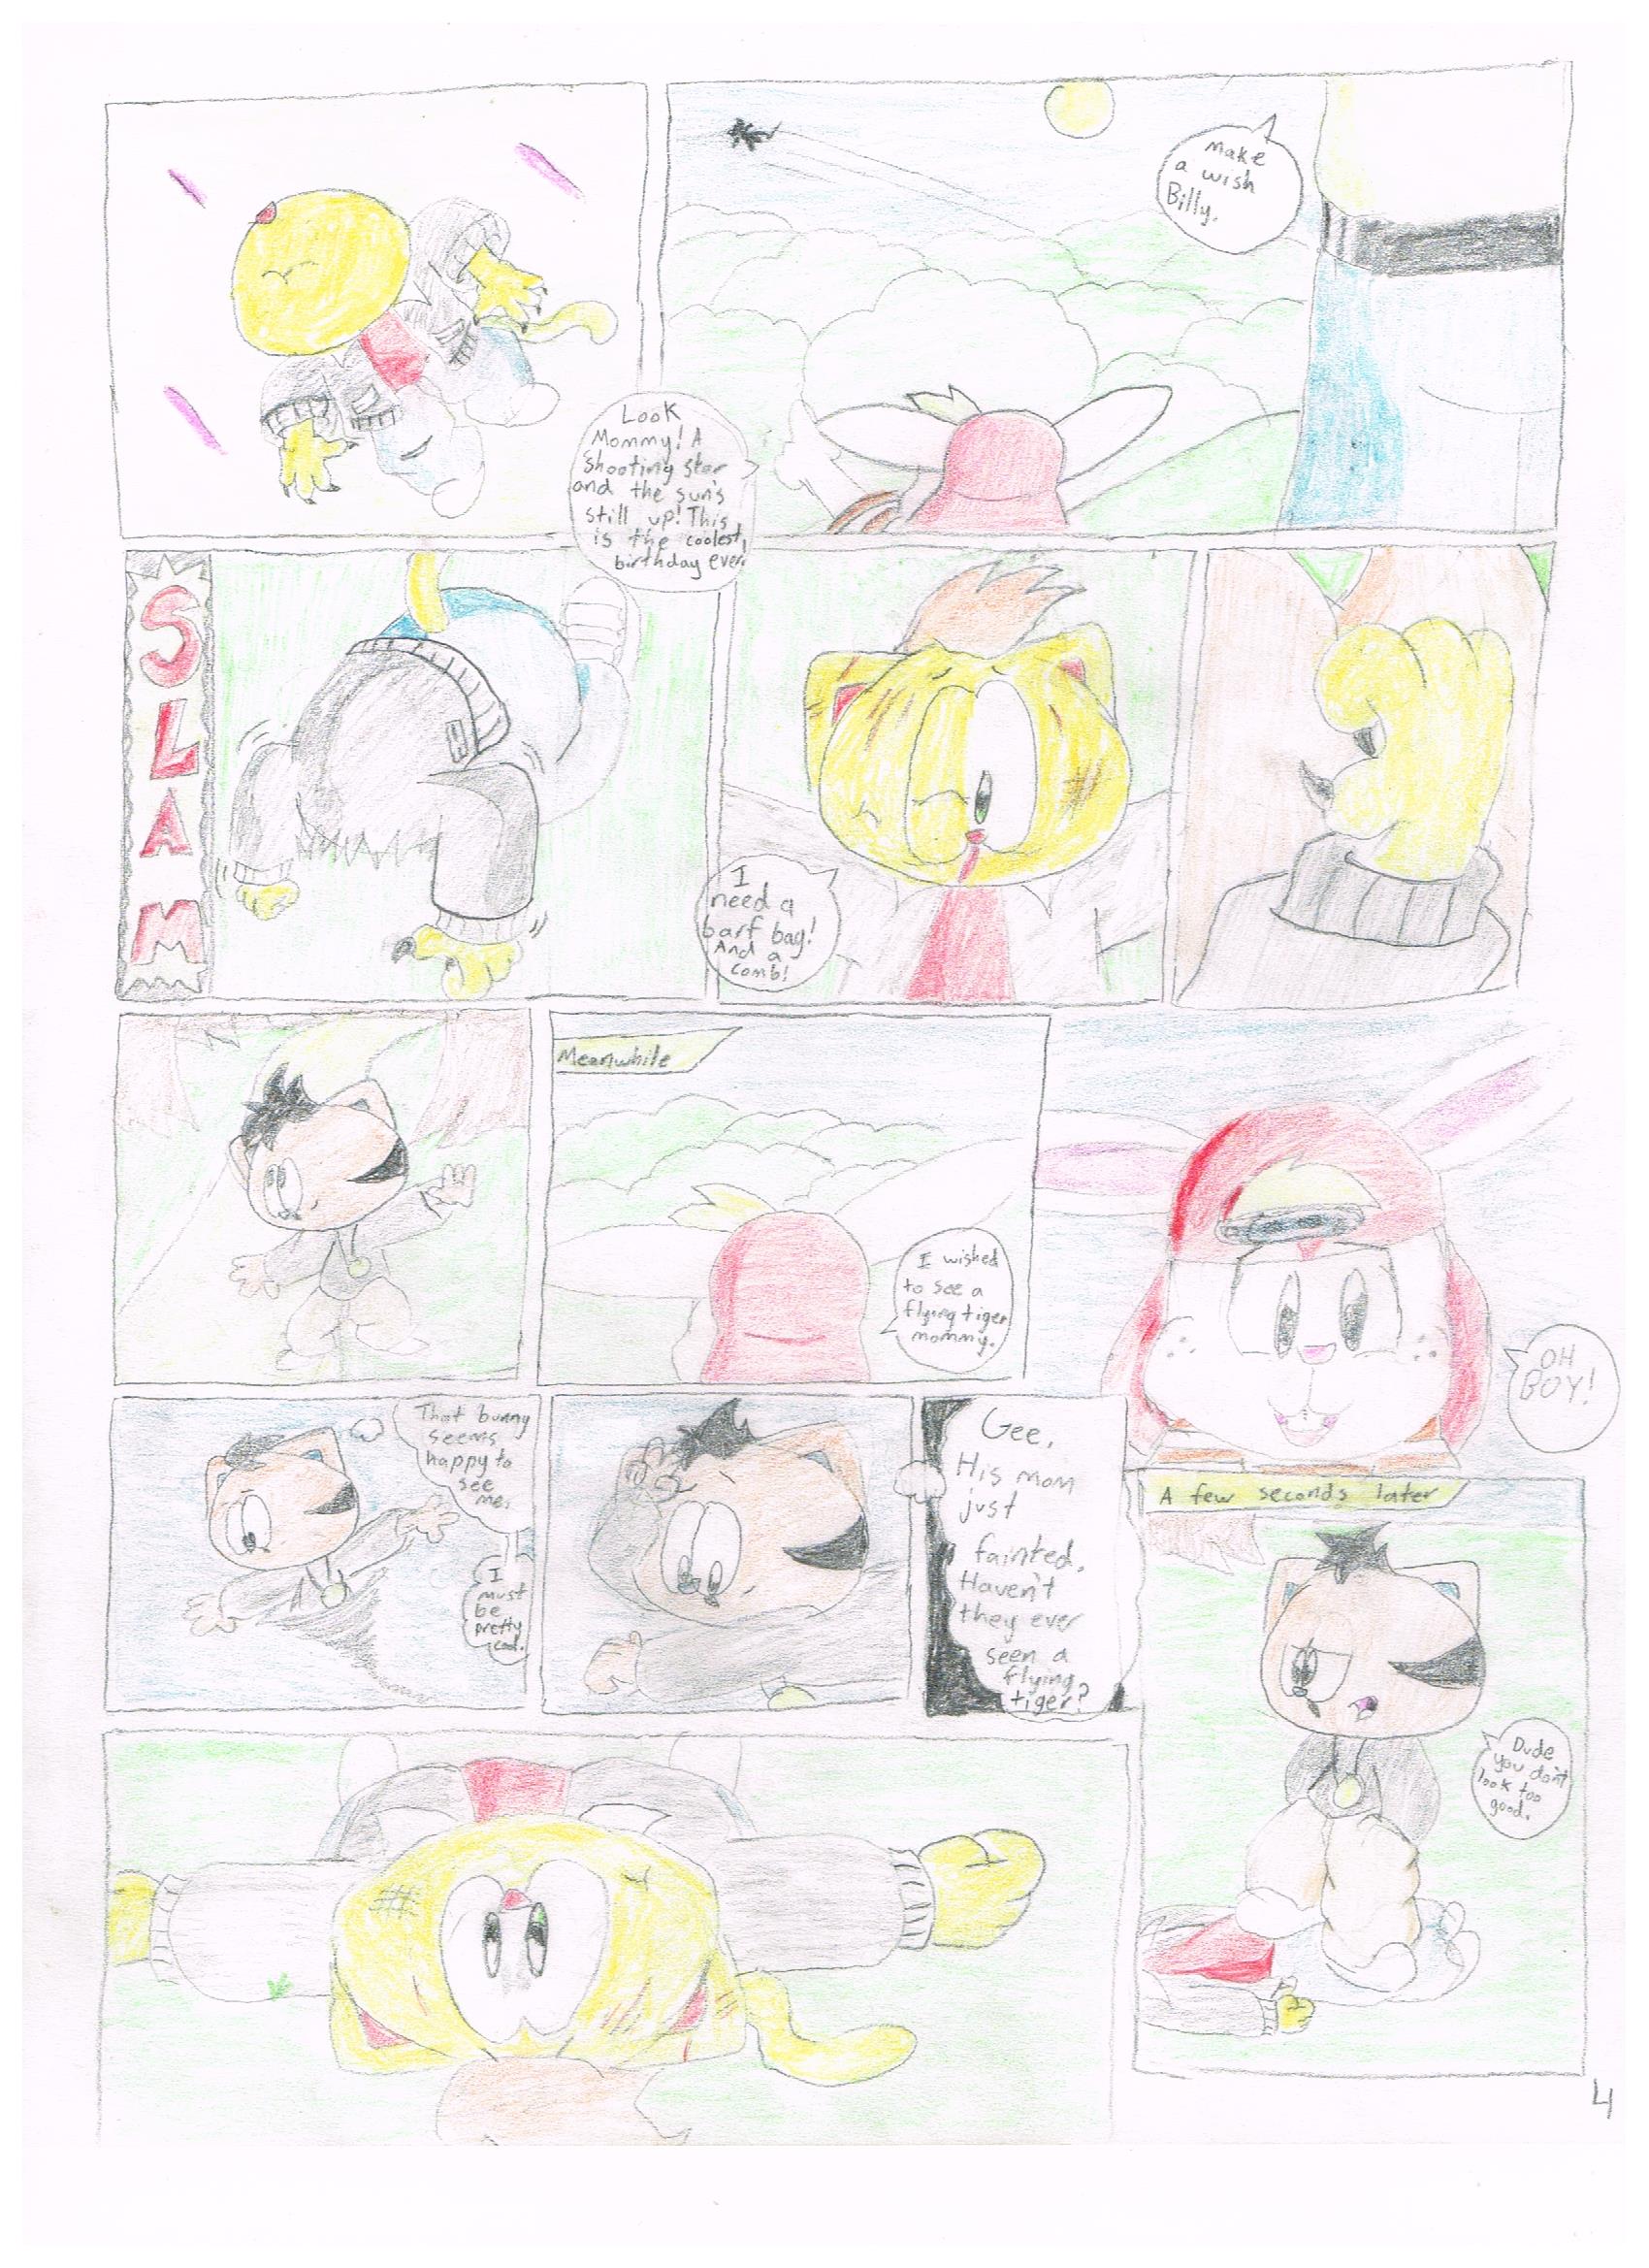 Look
Mommy! A
shooting star
and the sun's
still up! This
is the coolest
birthday ever.
Make
a wish
Billy.
SLAM
I
need a
barf bag!
And a
comb!
Meanwhile
I wished
to see a
flying tiger
mommy.
OH
BOY!
That bunny
seems
happy to
see
me.
I
must
be
pretty
cool.
Gee,
His mom
just
fainted.
Haven't
they ever
seen a
flying
tiger?
A few seconds later
Dude
you don't
look too
good.
4